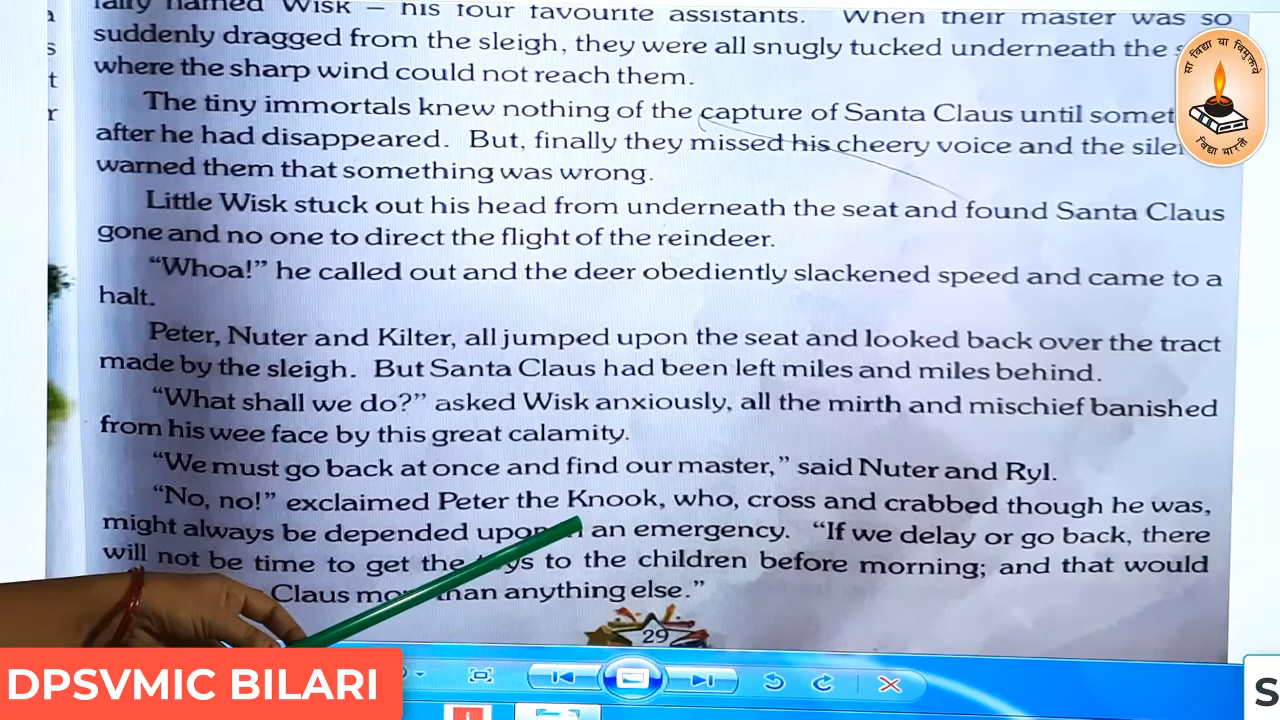 named Wisk – his four favourite assistants. When their master was so
suddenly dragged from the sleigh, they were all snugly tucked underneath the
where the sharp wind could not reach them.
The tiny immortals knew nothing of the capture of Santa Claus until
after he had disappeared. But, finally they missed his cheery voice and the
warned them that something was wrong.
Little Wisk stuck out his head from underneath the seat and found Santa Claus
gone and no one to direct the flight of the reindeer.
“Whoa!” he called out and the deer obediently slackened speed and came to a
halt.
Peter, Nuter and Kilter, all jumped upon the seat and looked back over the tract
made by the sleigh. But Santa Claus had been left miles and miles behind.
“What shall we do?” asked Wisk anxiously, all the mirth and mischief banished
from his wee face by this great calamity.
“We must go back at once and find our master,” said Nuter and Ryl.
“No, no!” exclaimed Peter the Knook, who, cross and crabbed though he was,
might always be depended upon an emergency. “If we delay or go back, there
will not be time to get the to the children before morning; and that would
Claus anything else.”
29
सा विद्या या विमुक्तये
विद्या भारती
DPSVMIC BILARI
S